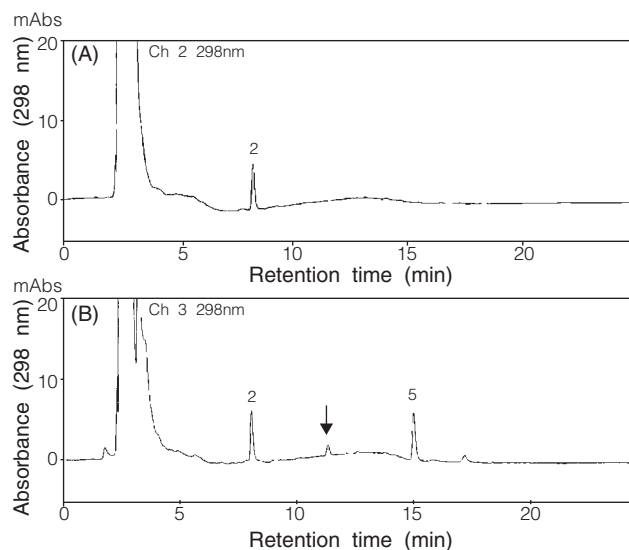 mAbs
20
(A)
Ch 2 298nm
Absorbance (298 nm)
10
2
0
0
5
10
15
20
Retention time (min)
mAbs
20
(B)
Ch 3 298nm
Absorbance (298 nm)
10
2
5
0
0
5
10
15
20
Retention time (min)